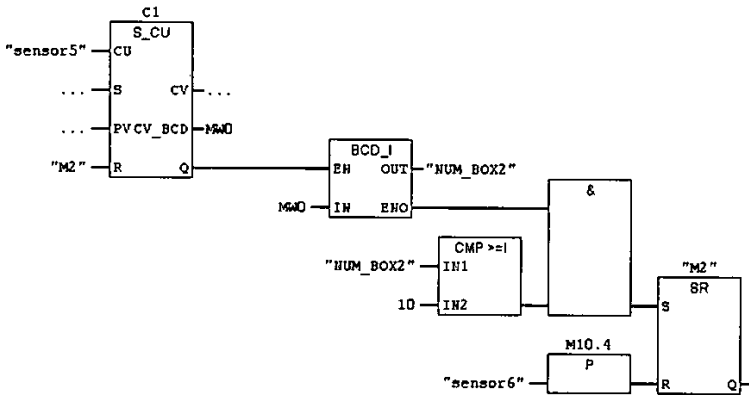 C1
S_CU
"sensor5" CU
... S CV ...
... PV CV_BCD MW0
"M2" R Q
BCD_I
EN OUT "NUM_BOX2"
MW0 IN ENO
&
CMP >=I
"NUM_BOX2" IN1
10 IN2
"M2"
SR
S
M10.4
P
"sensor6" R Q